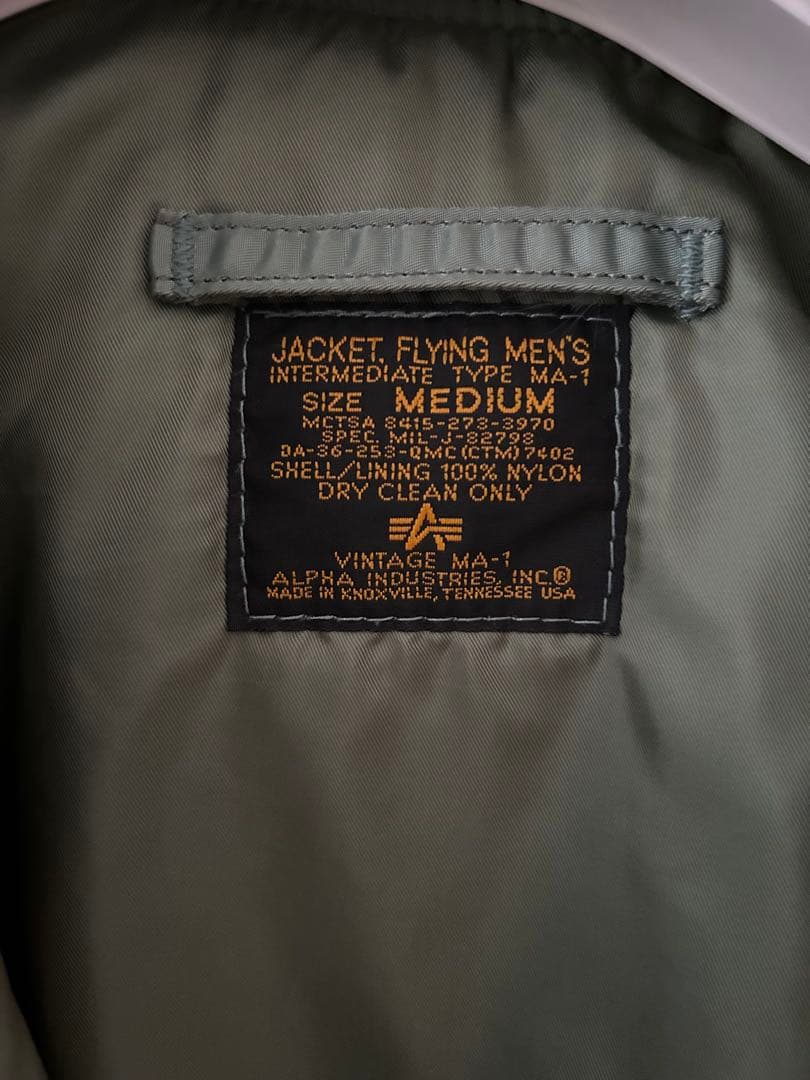 JACKET, FLYING MEN'S
INTERMEDIATE TYPE MA-1
SIZE MEDIUM
MCTSA 8415-273-3970
SPEC. MIL-J-82798
DA-36-253-QMC(CTM)7402
SHELL/LINING 100% NYLON
DRY CLEAN ONLY
VINTAGE MA-1
ALPHA INDUSTRIES, INC.®
MADE IN KNOXVILLE, TENNESSEE USA